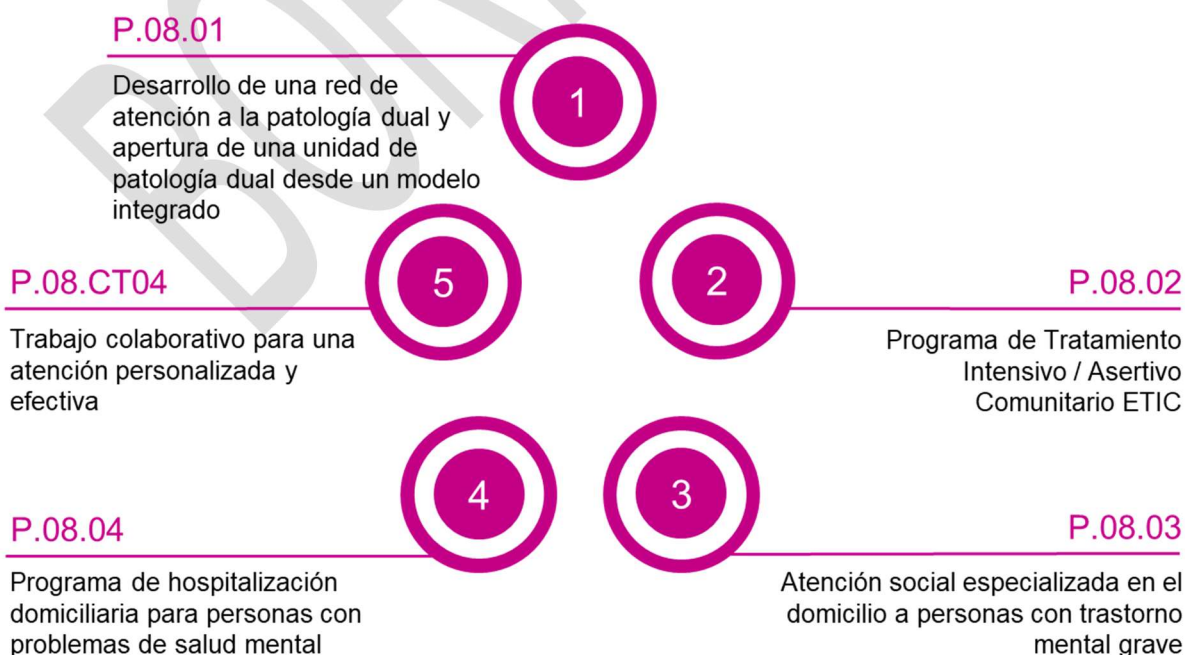 P.08.01
Desarrollo de una red de
atención a la patología dual y
apertura de una unidad de
patología dual desde un modelo
integrado
1
P.08.CT04
Trabajo colaborativo para una
atención personalizada y
efectiva
5
2
P.08.02
Programa de Tratamiento
Intensivo / Asertivo
Comunitario ETIC
P.08.04
Programa de hospitalización
domiciliaria para personas con
problemas de salud mental
4
3
P.08.03
Atención social especializada en el
domicilio a personas con trastorno
mental grave